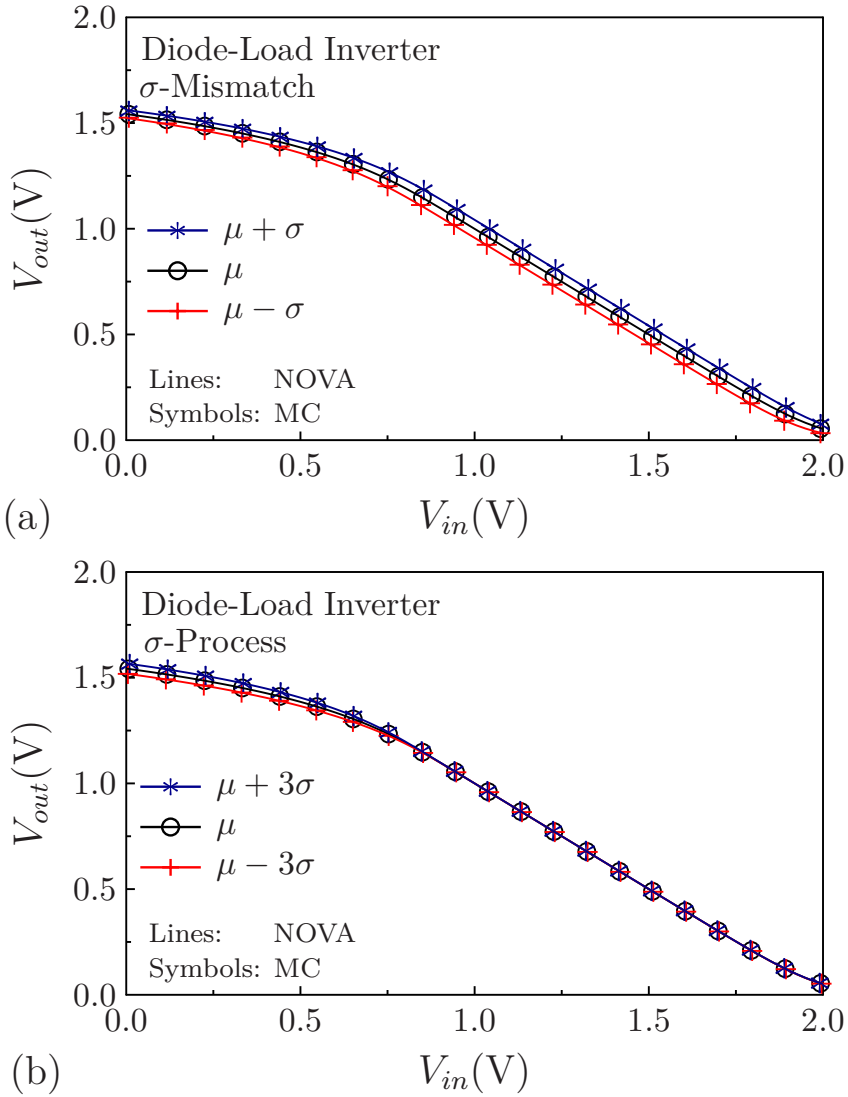 2.0
Diode-Load Inverter
σ-Mismatch
1.5
V_out(V)
1.0
μ + σ
μ
μ − σ
0.5
Lines: NOVA
Symbols: MC
0.0
0.0 0.5 1.0 1.5 2.0
(a) V_in(V)
2.0
Diode-Load Inverter
σ-Process
1.5
V_out(V)
1.0
μ + 3σ
μ
μ − 3σ
0.5
Lines: NOVA
Symbols: MC
0.0
0.0 0.5 1.0 1.5 2.0
(b) V_in(V)